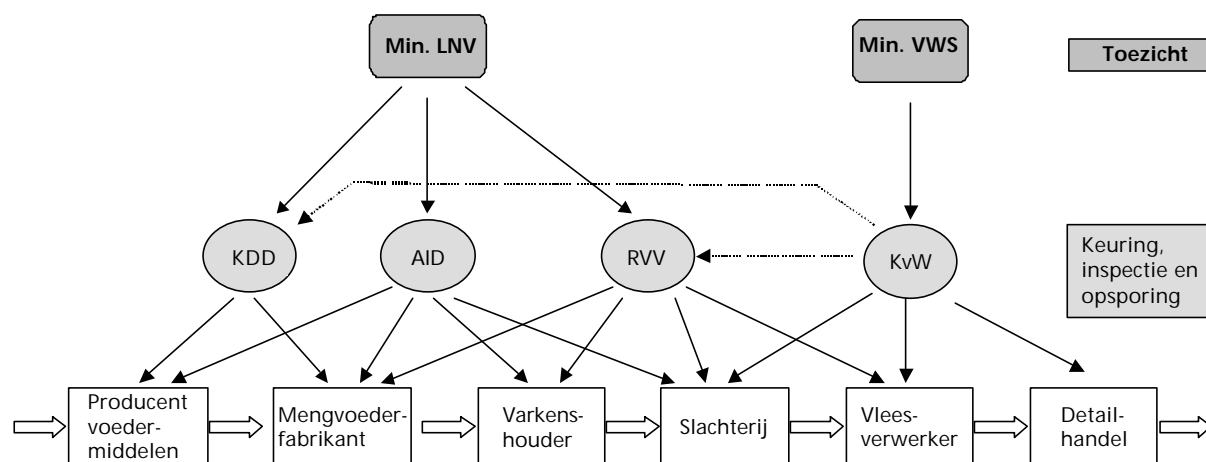 Min. LNV
Min. VWS
Toezicht
KDD
AID
RVV
KvW
Keuring,
inspectie en
opsporing
Producent
voeder-
middelen
Mengvoeder-
fabrikant
Varkens-
houder
Slachterij
Vlees-
verwerker
Detail-
handel